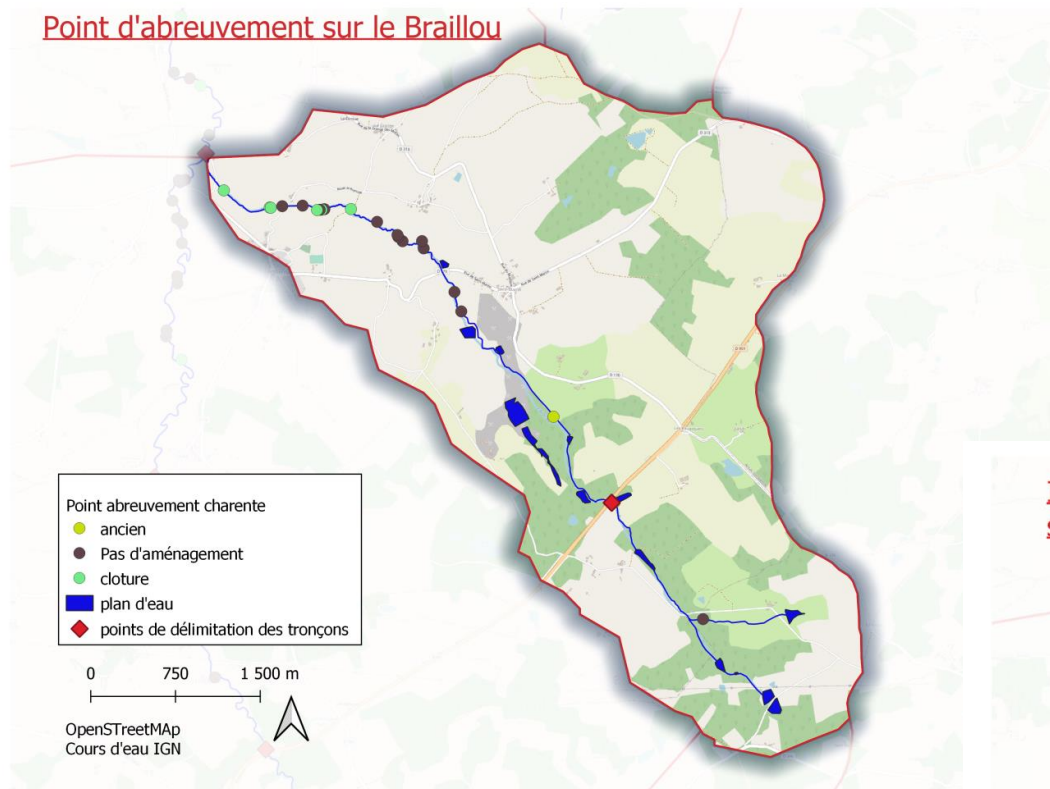 Point d'abreuvement sur le Braillou
D 948
Point abreuvement charente
ancien
Pas d'aménagement
cloture
plan d'eau
points de délimitation des tronçons
0 750 1 500 m
OpenSTreetMAp
Cours d'eau IGN